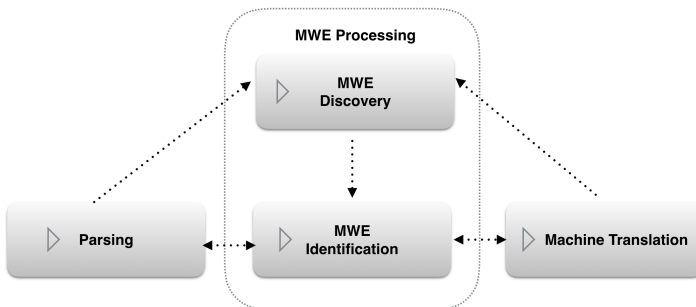 MWE Processing
MWE
Discovery
Parsing
MWE
Identification
Machine Translation